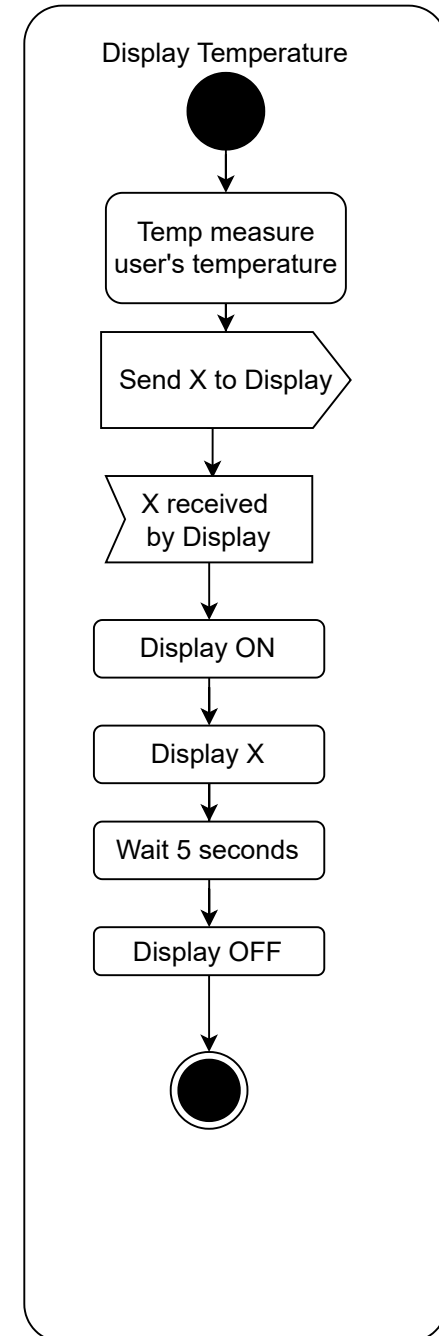 Display Temperature
Temp measure
user's temperature
Send X to Display
X received
by Display
Display ON
Display X
Wait 5 seconds
Display OFF